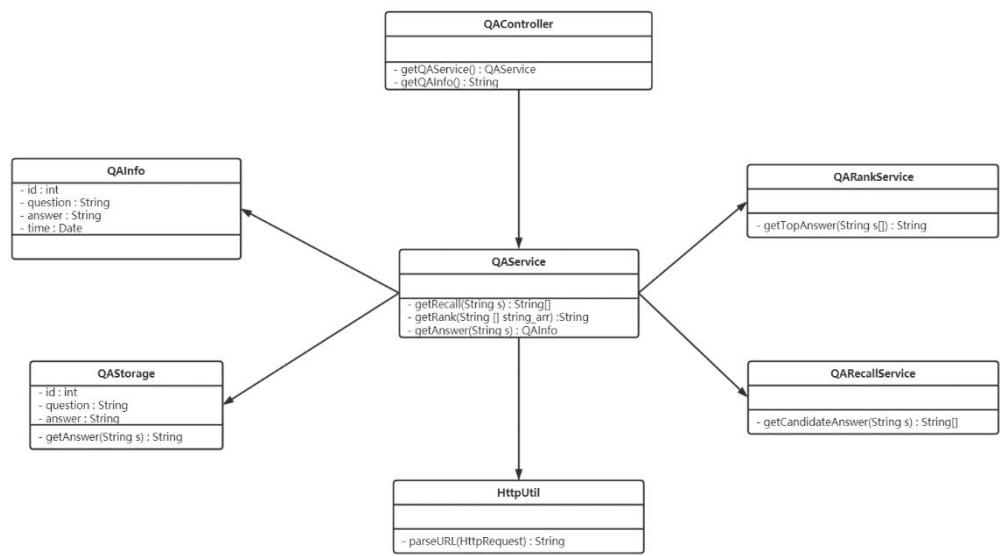 QAController
- getQAService() : QAService
- getQAInfo() : String
QAInfo
- id : int
- question : String
- answer : String
- time : Date
QARankService
- getTopAnswer(String s[]) : String
QAService
- getRecall(String s) : String[]
- getRank(String [] string_arr) :String
- getAnswer(String s) : QAInfo
QAStorage
- id : int
- question : String
- answer : String
- getAnswer(String s) : String
QARecallService
- getCandidateAnswer(String s) : String[]
HttpUtil
- parseURL(HttpRequest) : String